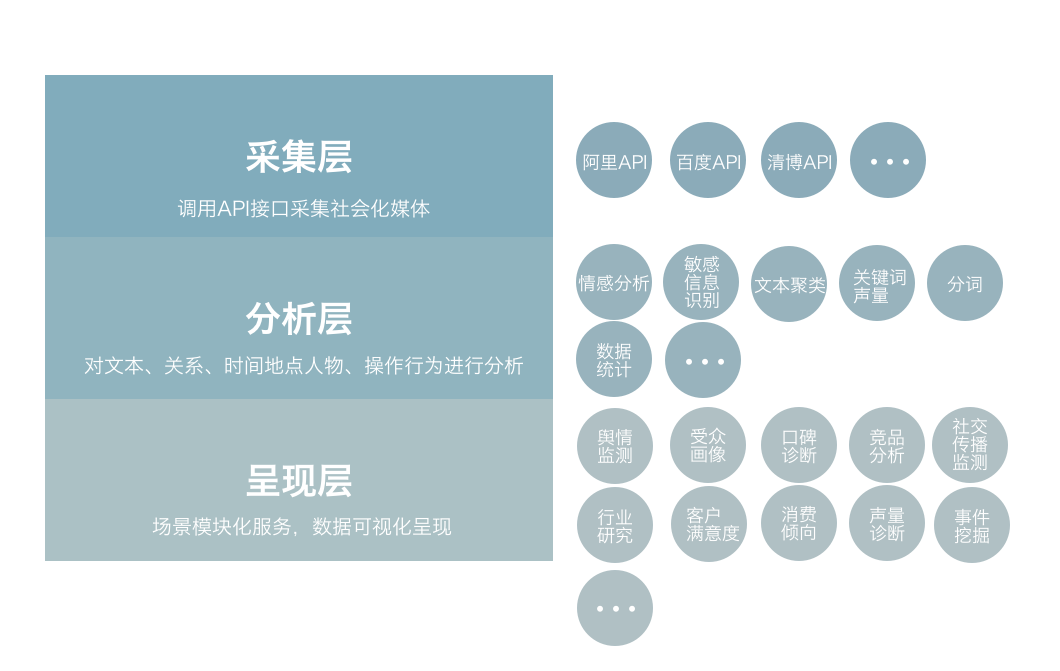 采集层
调用API接口采集社会化媒体
阿里API
百度API
清博API
•••
分析层
对文本、关系、时间地点人物、操作行为进行分析
情感分析
敏感
信息
识别
文本聚类
关键词
声量
分词
数据
统计
•••
呈现层
场景模块化服务，数据可视化呈现
舆情
监测
受众
画像
口碑
诊断
竞品
分析
社交
传播
监测
行业
研究
客户
满意度
消费
倾向
声量
诊断
事件
挖掘
•••